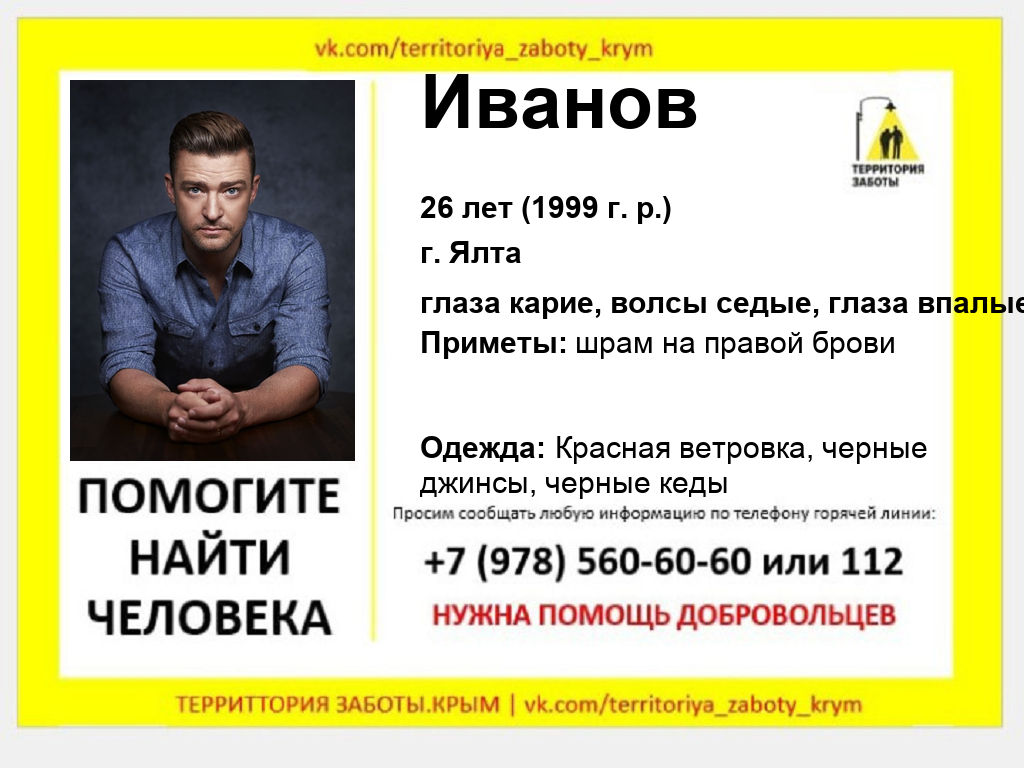 vk.com/territoriya_zaboty_krym
Иванов
ТЕРРИТОРИЯ
ЗАБОТЫ
26 лет (1999 г. р.)
г. Ялта
глаза карие, волсы седые, глаза впалые
Приметы: шрам на правой брови
Одежда: Красная ветровка, черные
джинсы, черные кеды
Просим сообщать любую информацию по телефону горячей линии:
+7 (978) 560-60-60 или 112
НУЖНА ПОМОЩЬ ДОБРОВОЛЬЦЕВ
ПОМОГИТЕ
НАЙТИ
ЧЕЛОВЕКА
ТЕРРИТТОРИЯ ЗАБОТЫ.КРЫМ | vk.com/territoriya_zaboty_krym